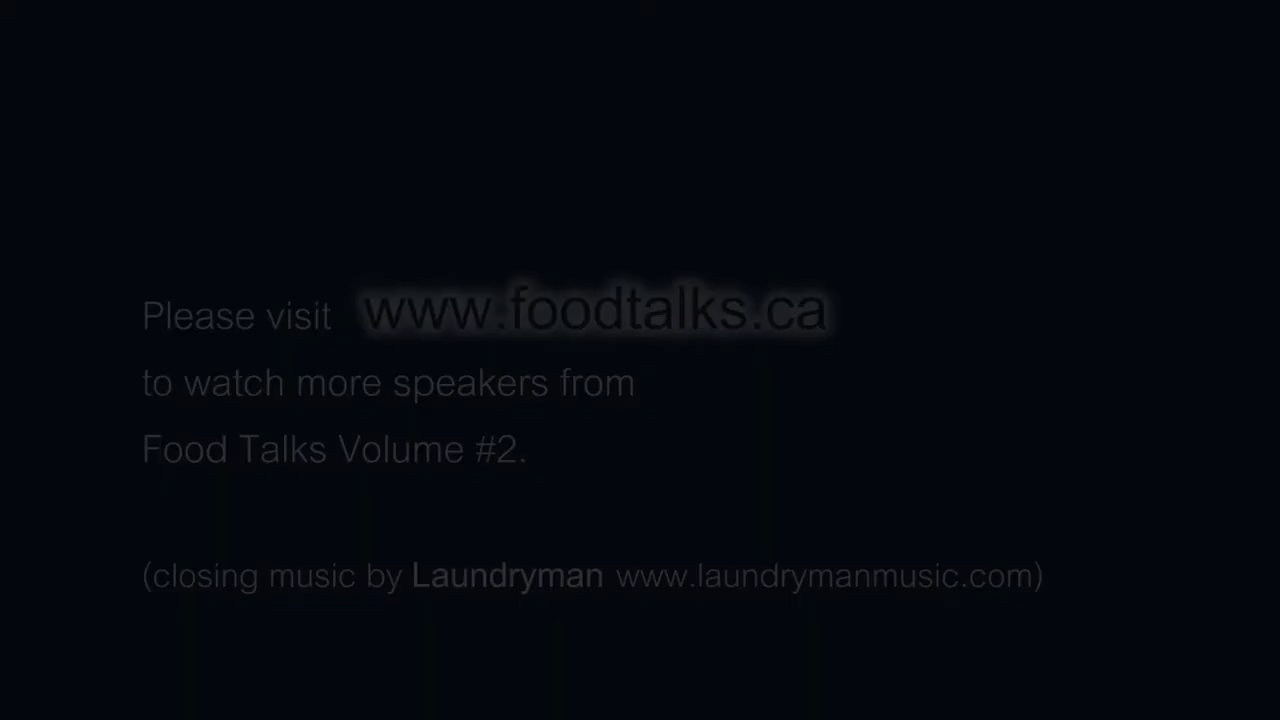 Please visit www.foodtalks.ca
to watch more speakers from
Food Talks Volume #2.
(closing music by Laundryman www.laundrymanmusic.com)